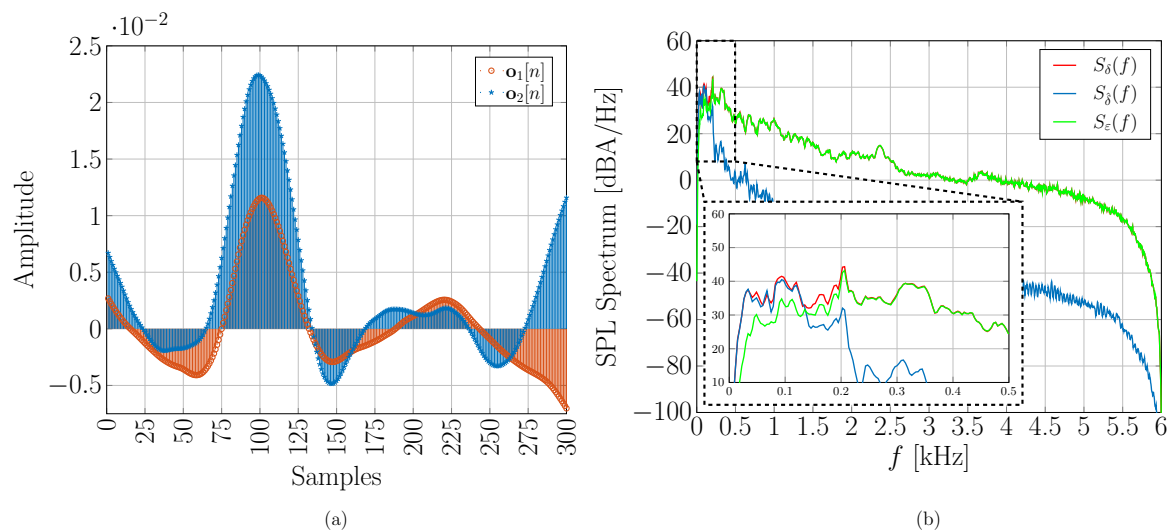 ·10⁻²
2.5
2
1.5
1
0.5
0
−0.5
Amplitude
0 25 50 75 100 125 150 175 200 225 250 275 300
Samples
o₁[n]
o₂[n]
(a)
60
40
20
0
−20
−40
−60
−80
−100
SPL Spectrum [dBA/Hz]
0 0.5 1 1.5 2 2.5 3 3.5 4 4.5 5 5.5 6
f [kHz]
S_δ(f)
S_δ̂(f)
S_ε(f)
60
50
40
30
20
10
0 0.1 0.2 0.3 0.4 0.5
(b)